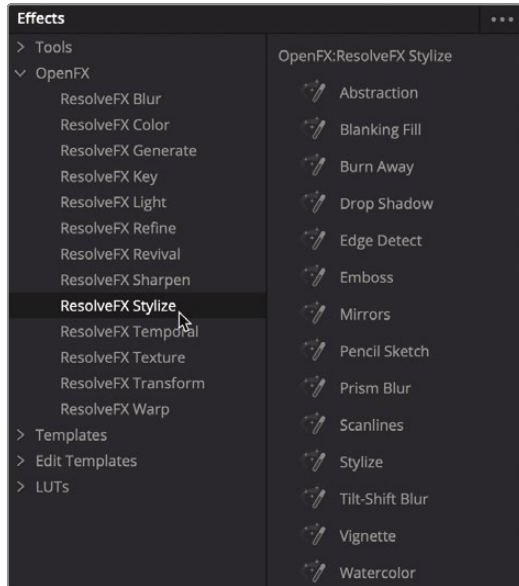 Effects
Tools
OpenFX
ResolveFX Blur
ResolveFX Color
ResolveFX Generate
ResolveFX Key
ResolveFX Light
ResolveFX Refine
ResolveFX Revival
ResolveFX Sharpen
ResolveFX Stylize
ResolveFX Temporal
ResolveFX Texture
ResolveFX Transform
ResolveFX Warp
Templates
Edit Templates
LUTs
OpenFX:ResolveFX Stylize
Abstraction
Blanking Fill
Burn Away
Drop Shadow
Edge Detect
Emboss
Mirrors
Pencil Sketch
Prism Blur
Scanlines
Stylize
Tilt-Shift Blur
Vignette
Watercolor